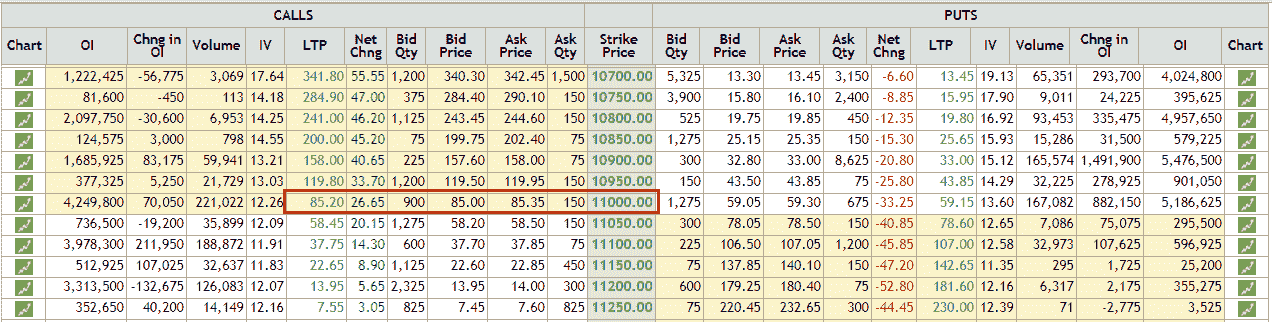 CALLS PUTS
Chart OI Chng in OI Volume IV LTP Net Chng Bid Qty Bid Price Ask Price Ask Qty Strike Price Bid Qty Bid Price Ask Price Ask Qty Net Chng LTP IV Volume Chng in OI OI Chart
1,222,425 -56,775 3,069 17.64 341.80 55.55 1,200 340.30 342.45 1,500 10700.00 5,325 13.30 13.45 3,150 -6.60 13.45 19.13 65,351 293,700 4,024,800
81,600 -450 113 14.18 284.90 47.00 375 284.40 290.10 150 10750.00 3,900 15.80 16.10 2,400 -8.85 15.95 17.90 9,011 24,225 395,625
2,097,750 -30,600 6,953 14.25 241.00 46.20 1,125 243.45 244.60 150 10800.00 525 19.75 19.85 450 -12.35 19.80 16.92 93,453 335,475 4,957,650
124,575 3,000 798 14.55 200.00 45.20 75 199.75 202.40 75 10850.00 1,275 25.15 25.35 150 -15.30 25.65 15.93 15,286 31,500 579,225
1,685,925 83,175 59,941 13.21 158.00 40.65 225 157.60 158.00 75 10900.00 300 32.80 33.00 8,625 -20.80 33.00 15.12 165,574 1,491,900 5,476,500
377,325 5,250 21,729 13.03 119.80 33.70 1,200 119.50 119.95 150 10950.00 150 43.50 43.85 75 -25.80 43.85 14.29 32,225 278,925 901,050
4,249,800 70,050 221,022 12.26 85.20 26.65 900 85.00 85.35 150 11000.00 1,275 59.05 59.30 675 -33.25 59.15 13.60 167,082 882,150 5,186,625
736,500 -19,200 35,899 12.09 58.45 20.15 1,275 58.20 58.50 150 11050.00 300 78.05 78.50 150 -40.85 78.60 12.65 7,086 75,075 295,500
3,978,300 211,950 188,872 11.91 37.75 14.30 600 37.70 37.85 75 11100.00 225 106.50 107.05 1,200 -45.85 107.00 12.58 32,973 107,625 596,925
512,925 107,025 32,637 11.83 22.65 8.90 1,125 22.60 22.85 450 11150.00 75 137.85 140.10 150 -47.20 142.65 11.35 295 1,725 25,200
3,313,500 -132,675 126,083 12.07 13.95 5.65 2,325 13.95 14.00 300 11200.00 600 179.25 180.40 75 -52.80 181.60 12.16 6,317 2,175 355,275
352,650 40,200 14,149 12.16 7.55 3.05 825 7.45 7.60 825 11250.00 75 220.45 232.65 300 -44.45 230.00 12.39 71 -2,775 3,525